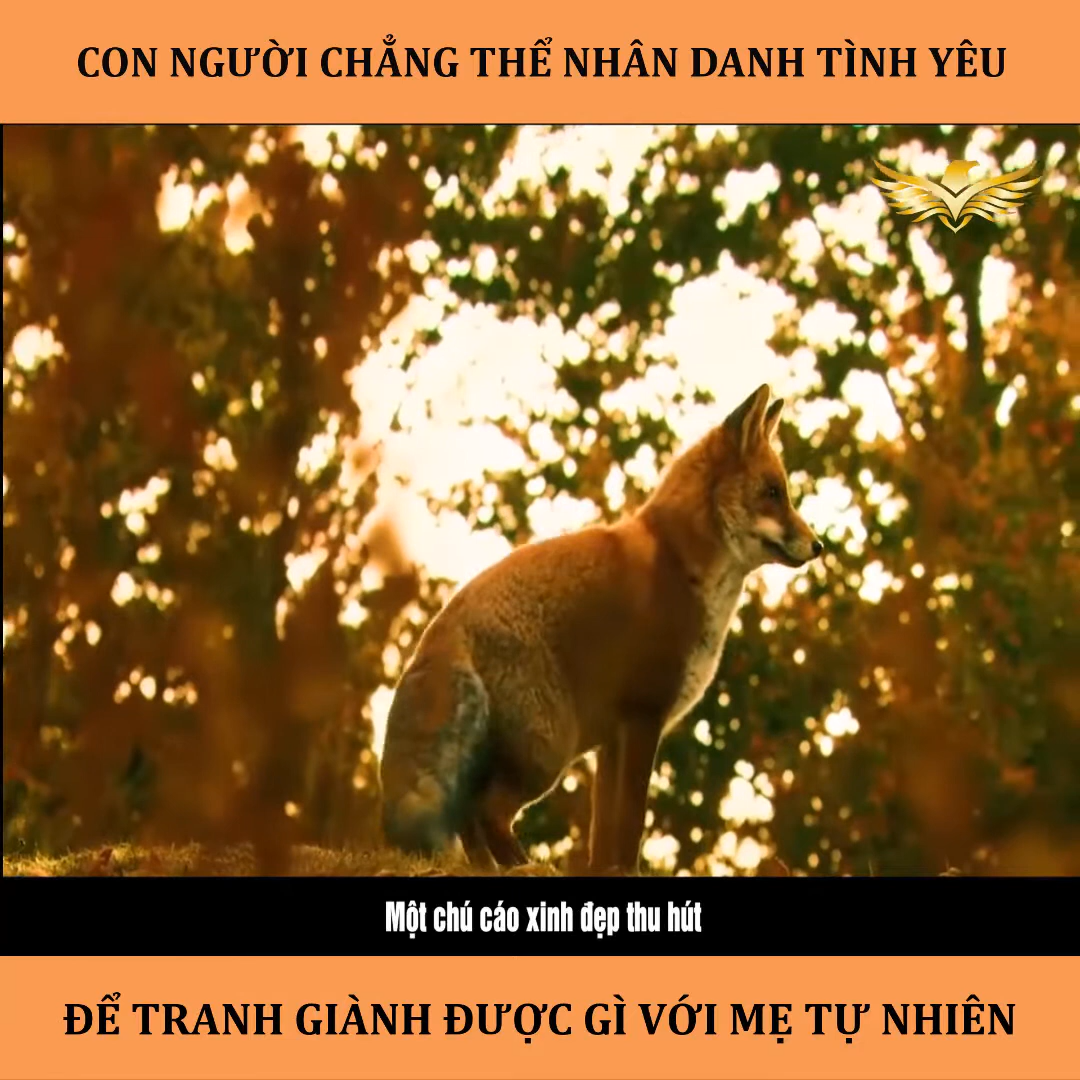 CON NGƯỜI CHẲNG THỂ NHÂN DANH TÌNH YÊU
Một chú cáo xinh đẹp thu hút
ĐỂ TRANH GIÀNH ĐƯỢC GÌ VỚI MẸ TỰ NHIÊN